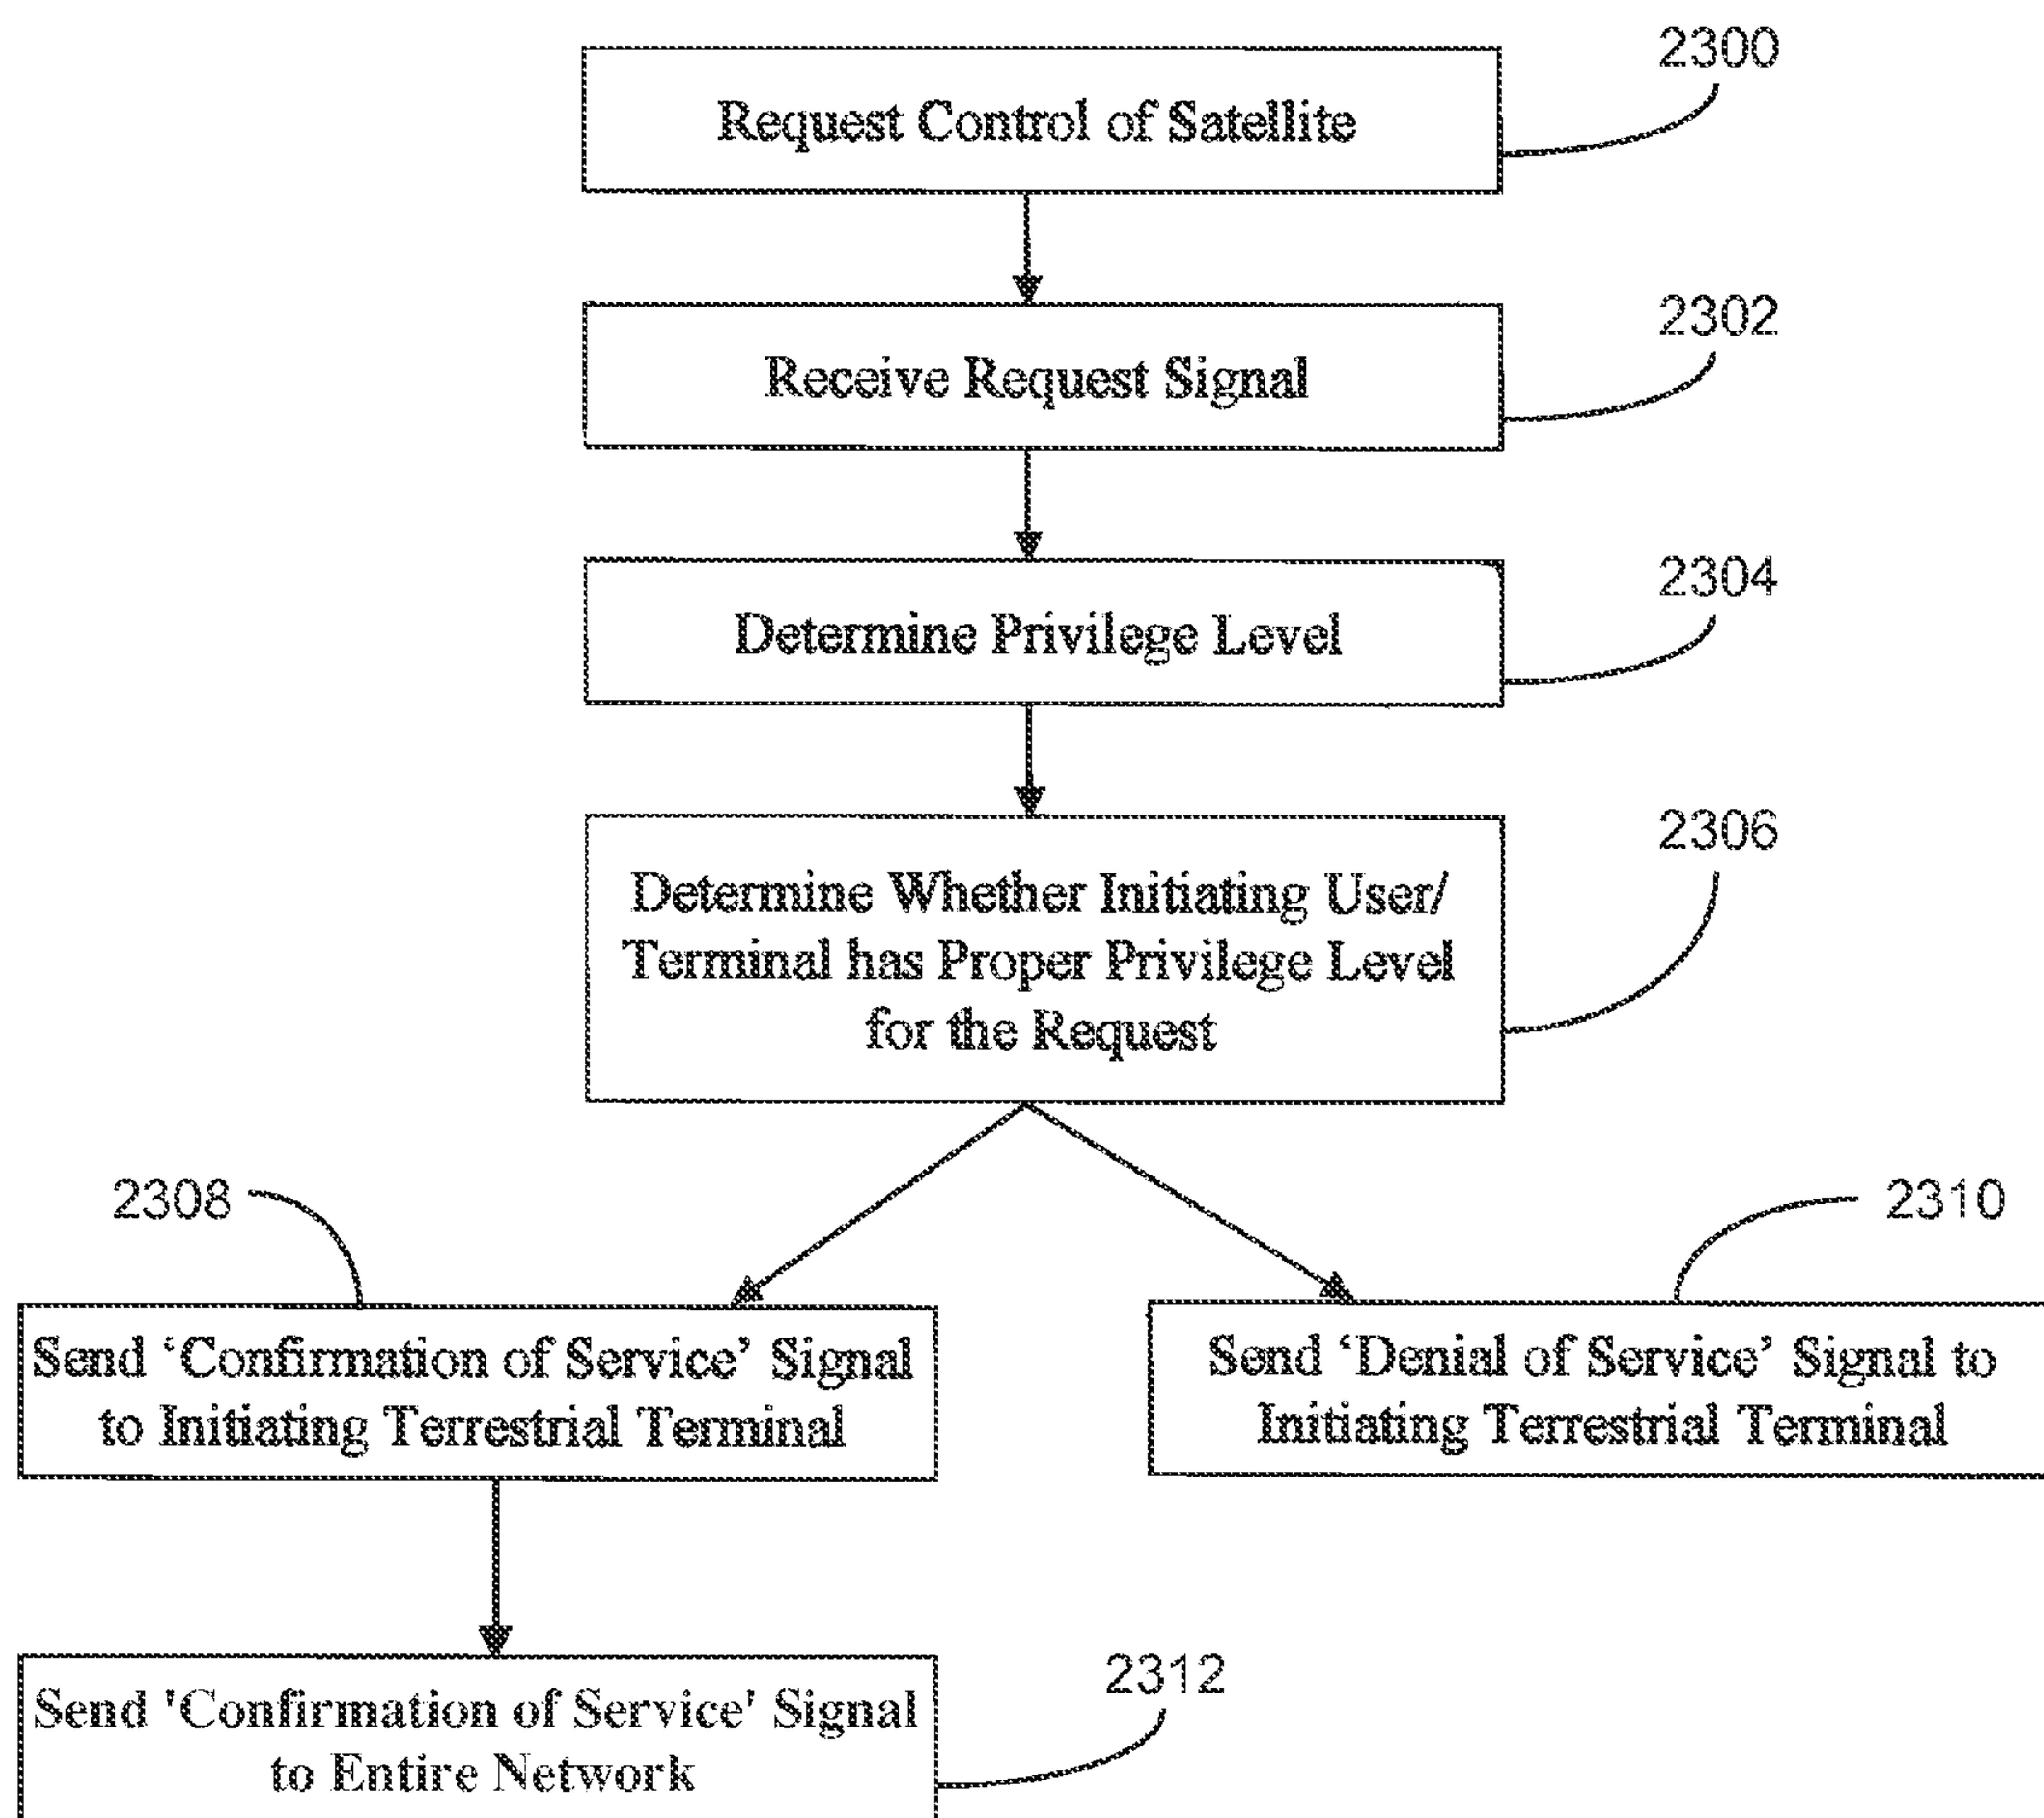 2300
Request Control of Satellite
2302
Receive Request Signal
2304
Determine Privilege Level
2306
Determine Whether Initiating User/
Terminal has Proper Privilege Level
for the Request
2308
2310
Send ‘Confirmation of Service’ Signal
to Initiating Terrestrial Terminal
Send ‘Denial of Service’ Signal to
Initiating Terrestrial Terminal
2312
Send 'Confirmation of Service' Signal
to Entire Network